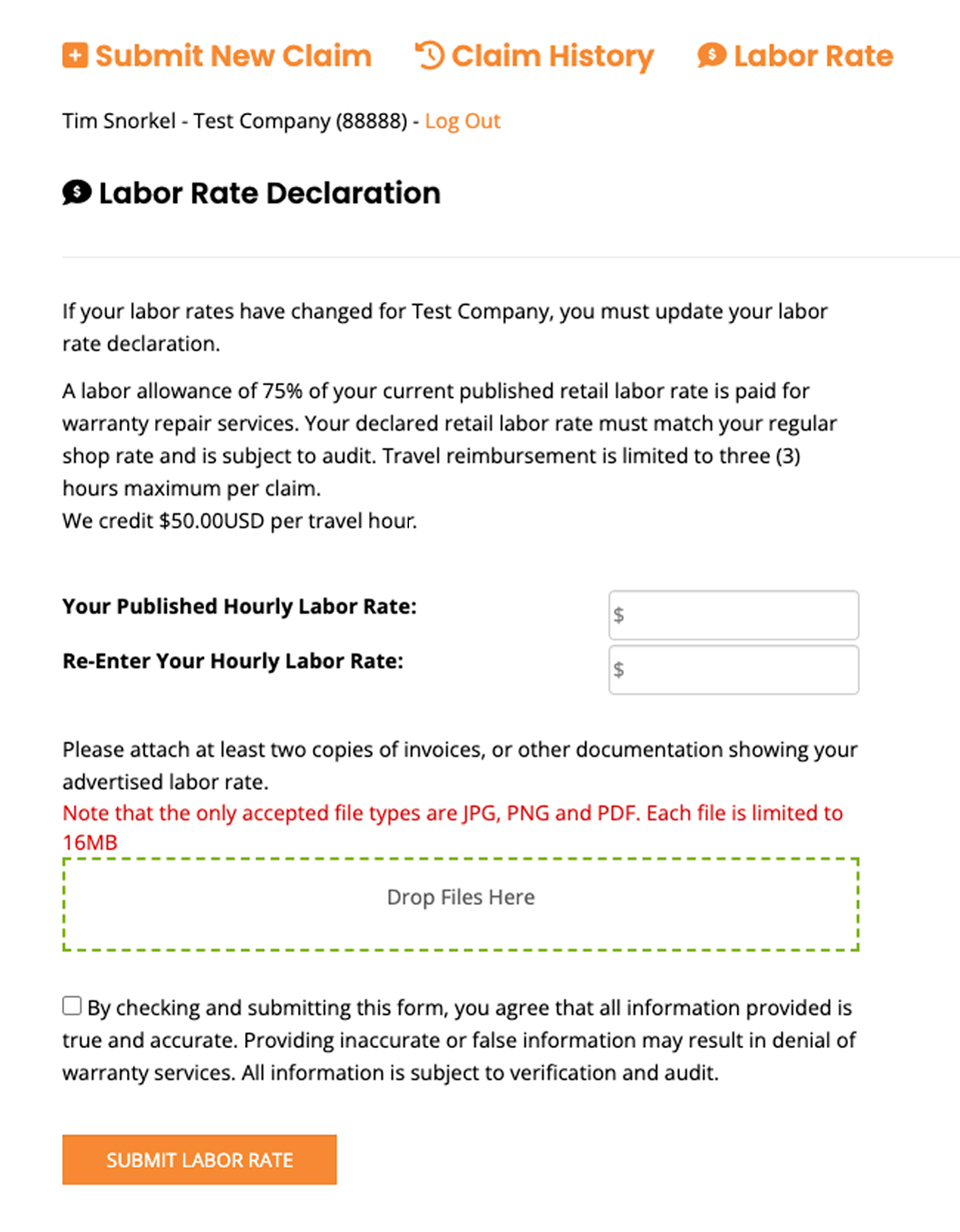 Submit New Claim Claim History Labor Rate
Tim Snorkel - Test Company (88888) - Log Out
Labor Rate Declaration
If your labor rates have changed for Test Company, you must update your labor
rate declaration.
A labor allowance of 75% of your current published retail labor rate is paid for
warranty repair services. Your declared retail labor rate must match your regular
shop rate and is subject to audit. Travel reimbursement is limited to three (3)
hours maximum per claim.
We credit $50.00USD per travel hour.
Your Published Hourly Labor Rate: $
Re-Enter Your Hourly Labor Rate: $
Please attach at least two copies of invoices, or other documentation showing your
advertised labor rate.
Note that the only accepted file types are JPG, PNG and PDF. Each file is limited to
16MB
Drop Files Here
By checking and submitting this form, you agree that all information provided is
true and accurate. Providing inaccurate or false information may result in denial of
warranty services. All information is subject to verification and audit.
SUBMIT LABOR RATE